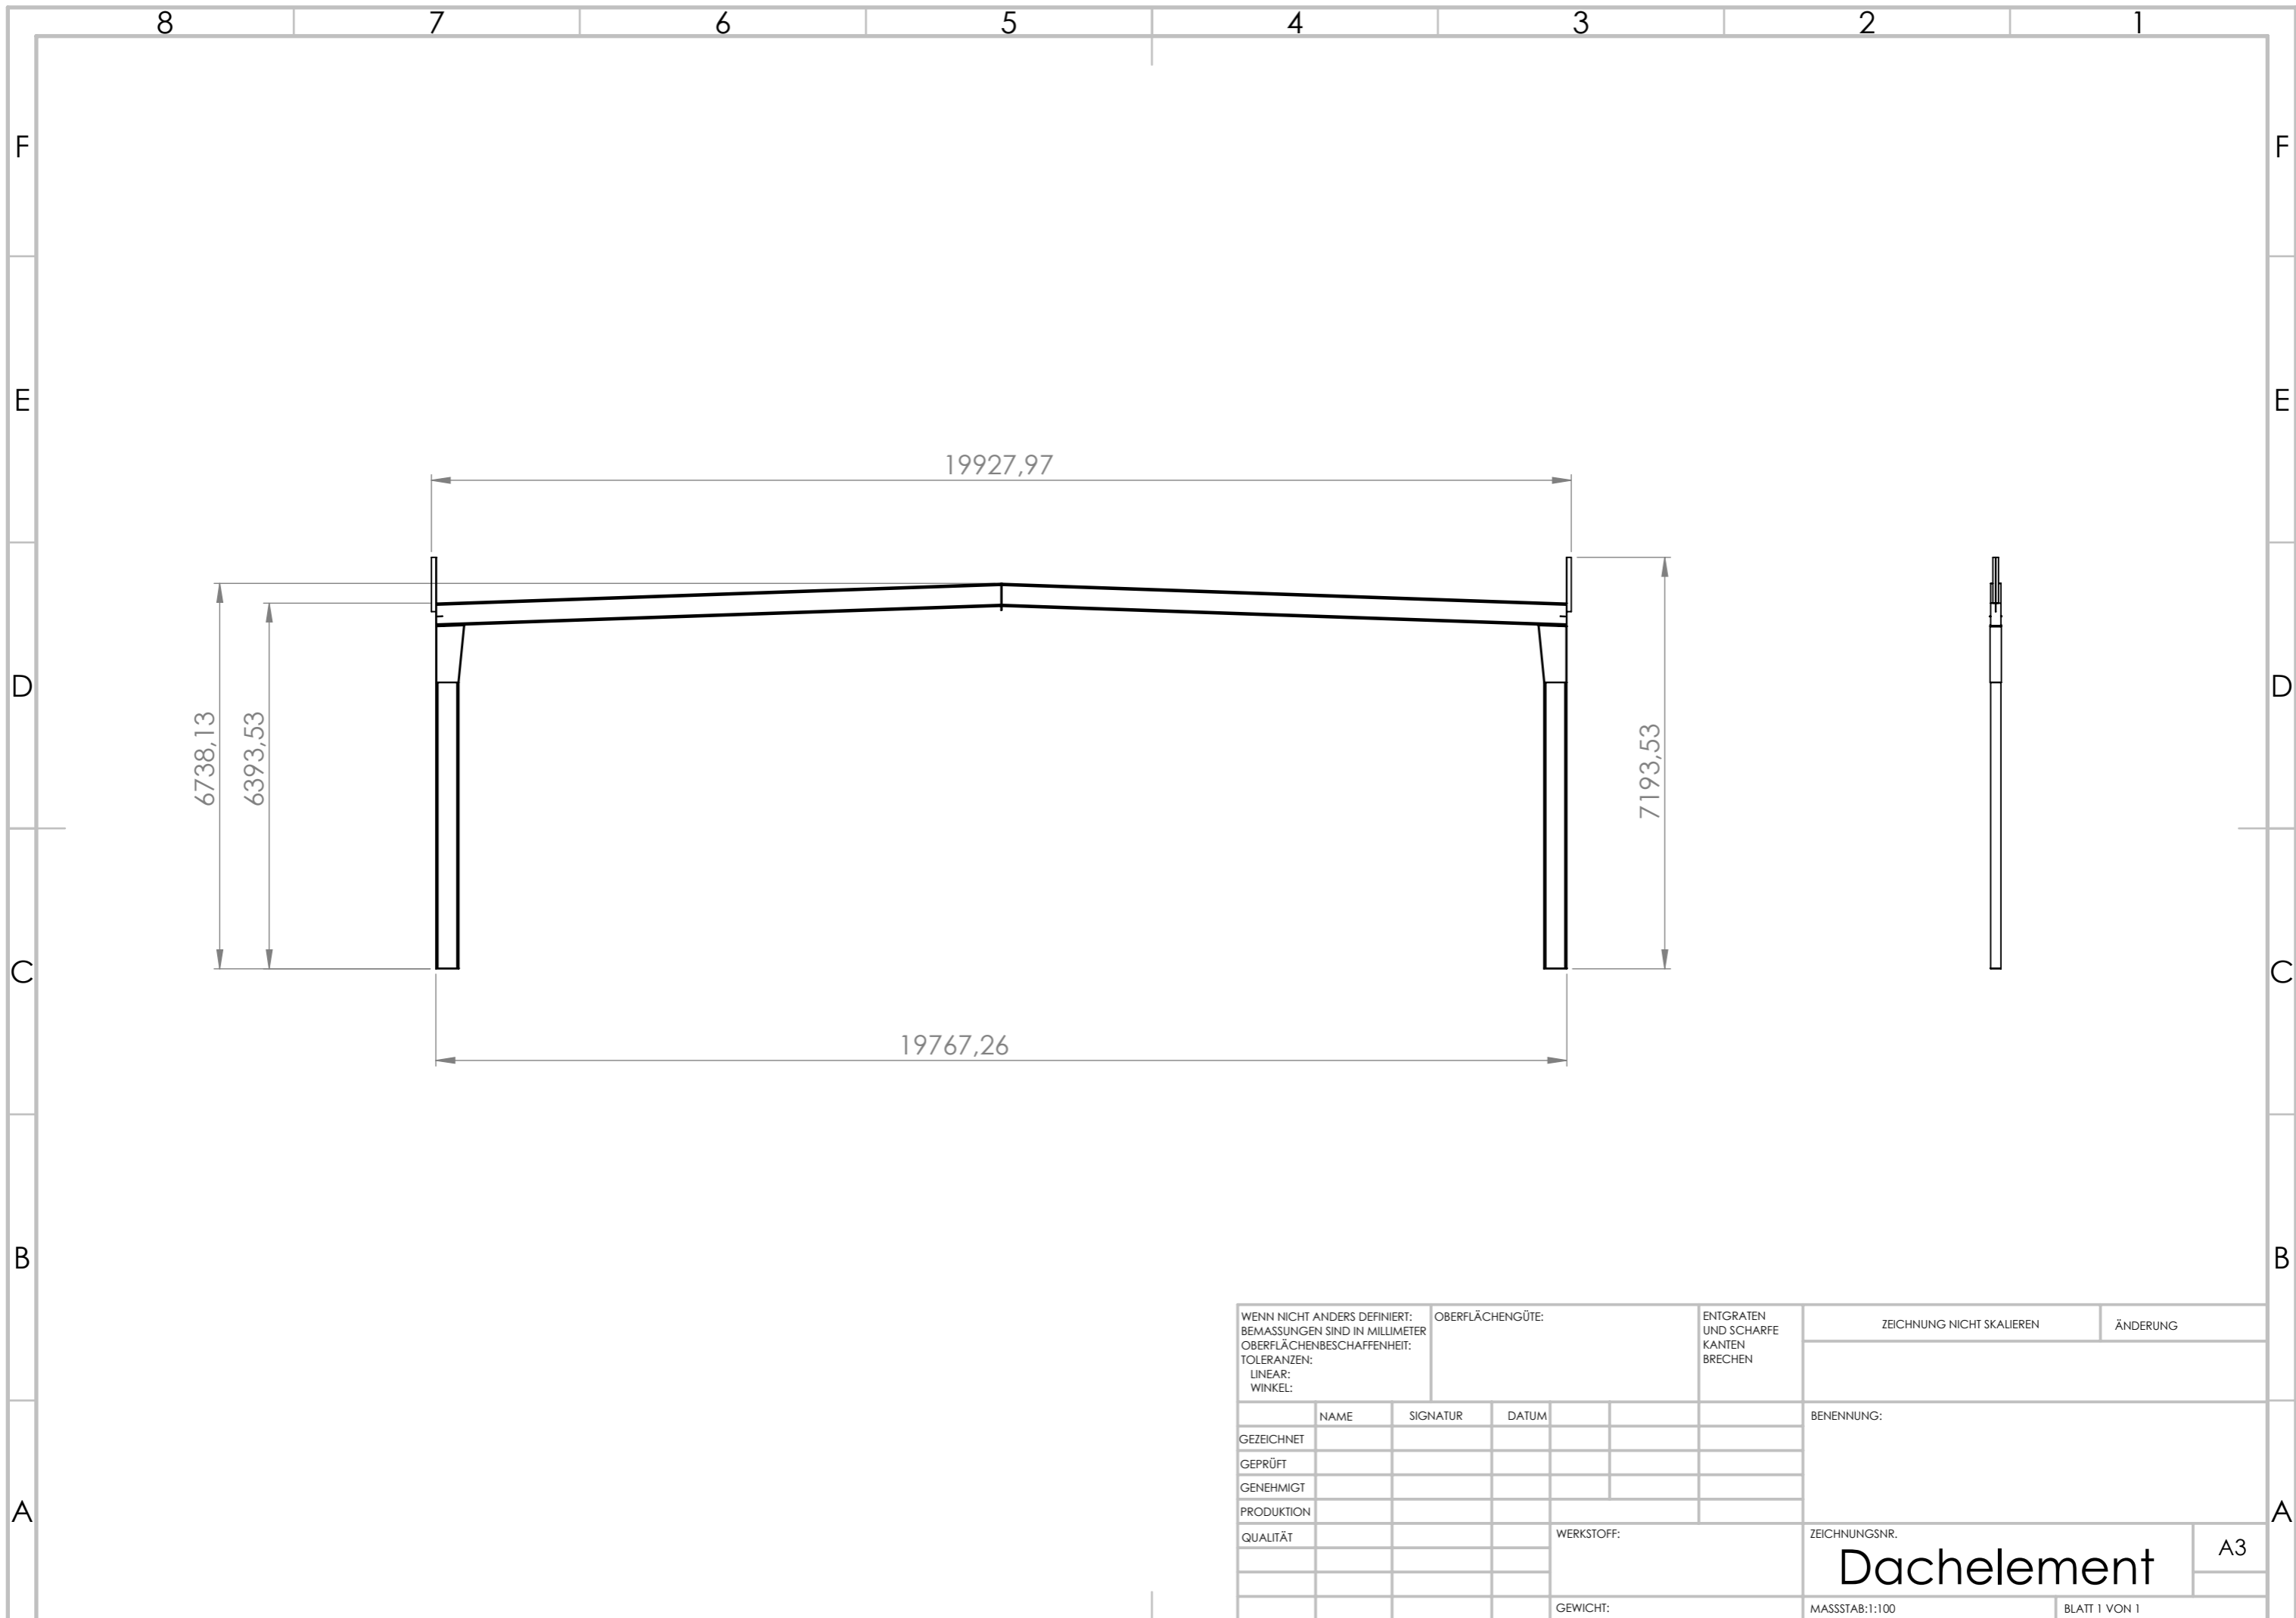 8 7 6 5 4 3 2 1
F F
E E
19927,97
D D
6738,13
6393,53
7193,53
C C
19767,26
B B
WENN NICHT ANDERS DEFINIERT:
BEMASSUNGEN SIND IN MILLIMETER
OBERFLÄCHENBESCHAFFENHEIT:
TOLERANZEN:
LINEAR:
WINKEL:
OBERFLÄCHENGÜTE:
ENTGRATEN
UND SCHARFE
KANTEN
BRECHEN
ZEICHNUNG NICHT SKALIEREN
ÄNDERUNG
NAME SIGNATUR DATUM
BENENNUNG:
GEZEICHNET
GEPRÜFT
GENEHMIGT
PRODUKTION
A A
QUALITÄT
WERKSTOFF:
ZEICHNUNGSNR.
Dachelement
A3
GEWICHT:
MASSSTAB:1:100
BLATT 1 VON 1